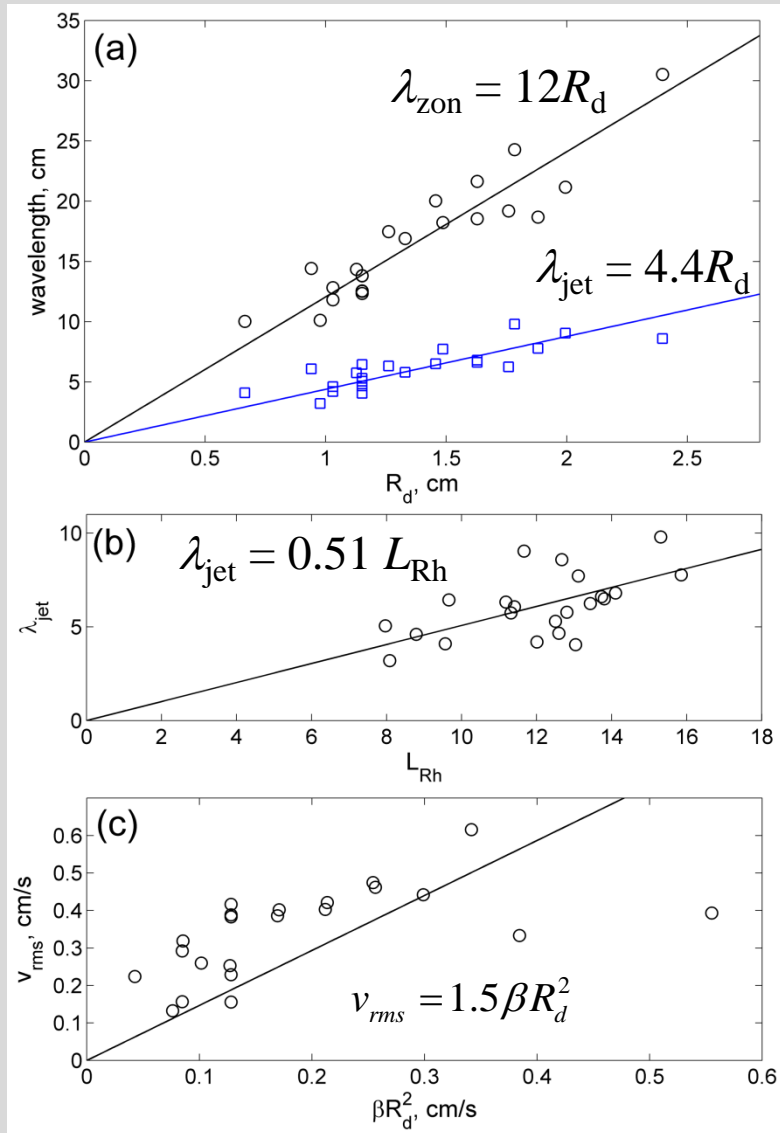 (a)
λzon = 12Rd
λjet = 4.4Rd
wavelength, cm
35
30
25
20
15
10
5
0
0 0.5 1 1.5 2 2.5
Rd, cm
(b)
λjet = 0.51 LRh
λjet
10
5
0
0 2 4 6 8 10 12 14 16 18
LRh
(c)
vrms = 1.5βRd²
vrms, cm/s
0.6
0.5
0.4
0.3
0.2
0.1
0
0 0.1 0.2 0.3 0.4 0.5 0.6
βRd², cm/s